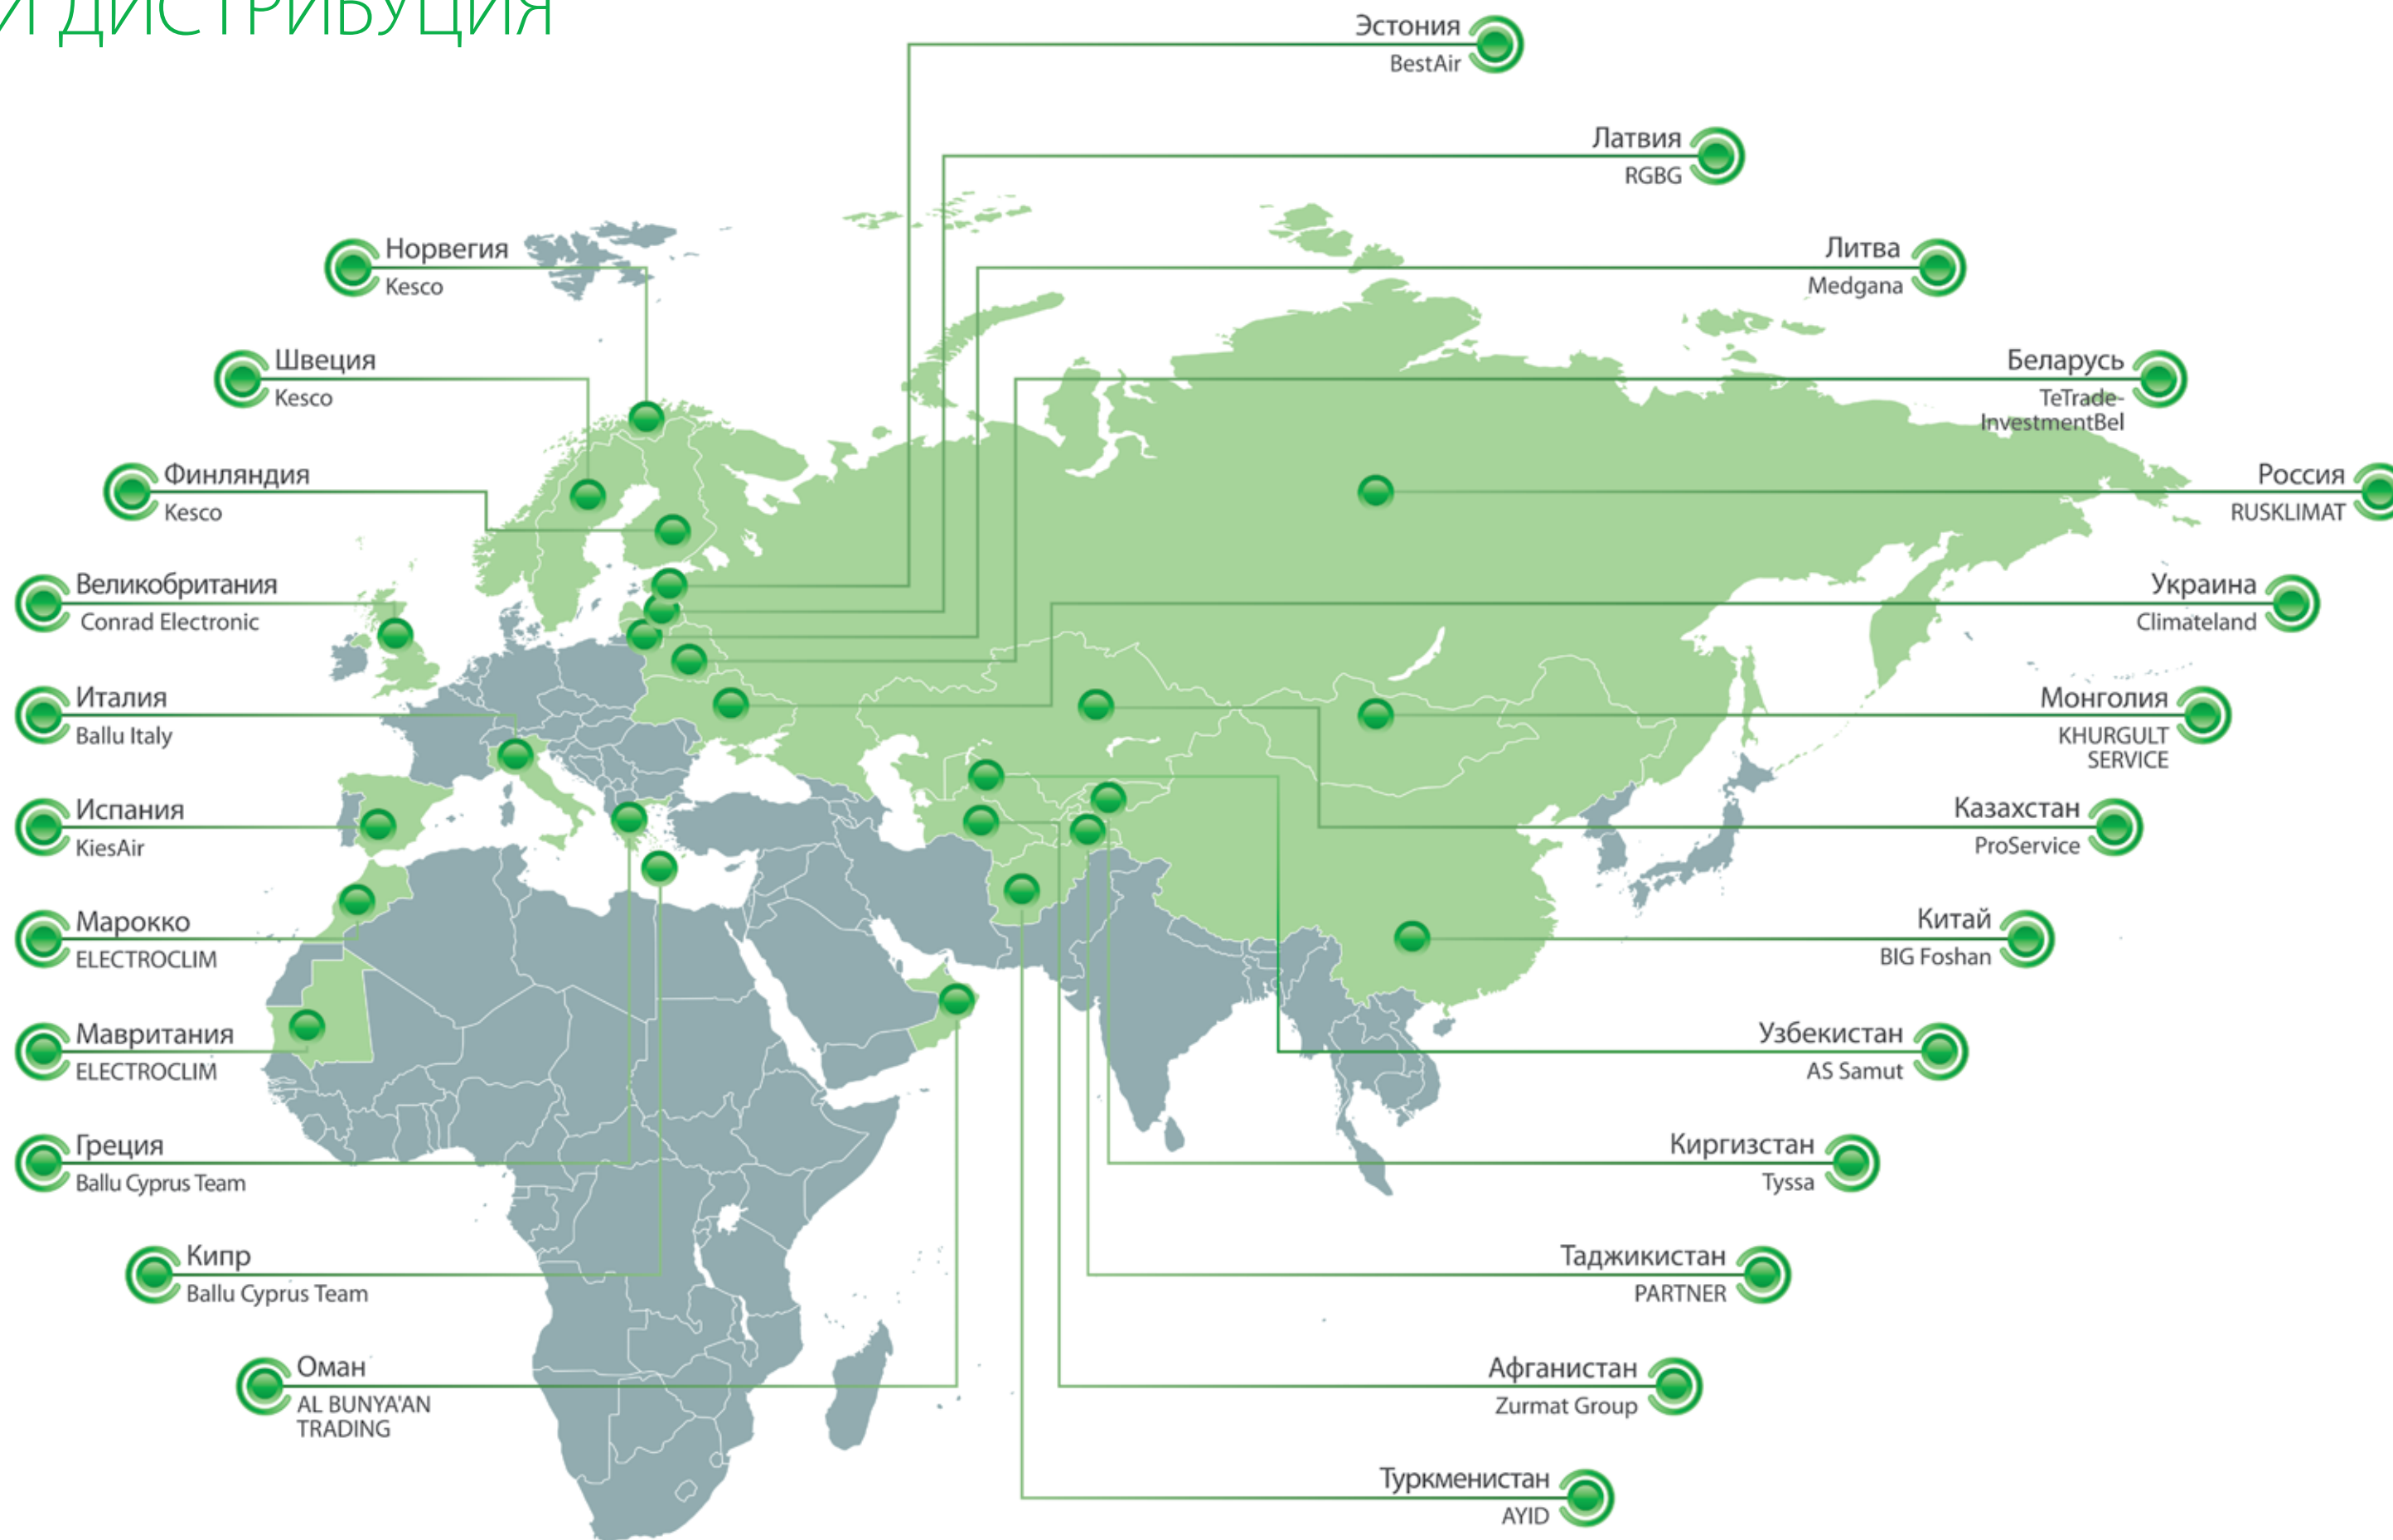 И ДИСТРИБУЦИЯ
Эстония
BestAir
Латвия
RGBG
Литва
Medgana
Беларусь
TeTrade-
InvestmentBel
Россия
RUSKLIMAT
Украина
Climateland
Монголия
KHURGULT
SERVICE
Казахстан
ProService
Китай
BIG Foshan
Узбекистан
AS Samut
Киргизстан
Tyssa
Таджикистан
PARTNER
Афганистан
Zurmat Group
Туркменистан
AYID
Норвегия
Kesco
Швеция
Kesco
Финляндия
Kesco
Великобритания
Conrad Electronic
Италия
Ballu Italy
Испания
KiesAir
Марокко
ELECTROCLIM
Мавритания
ELECTROCLIM
Греция
Ballu Cyprus Team
Кипр
Ballu Cyprus Team
Оман
AL BUNYA'AN
TRADING